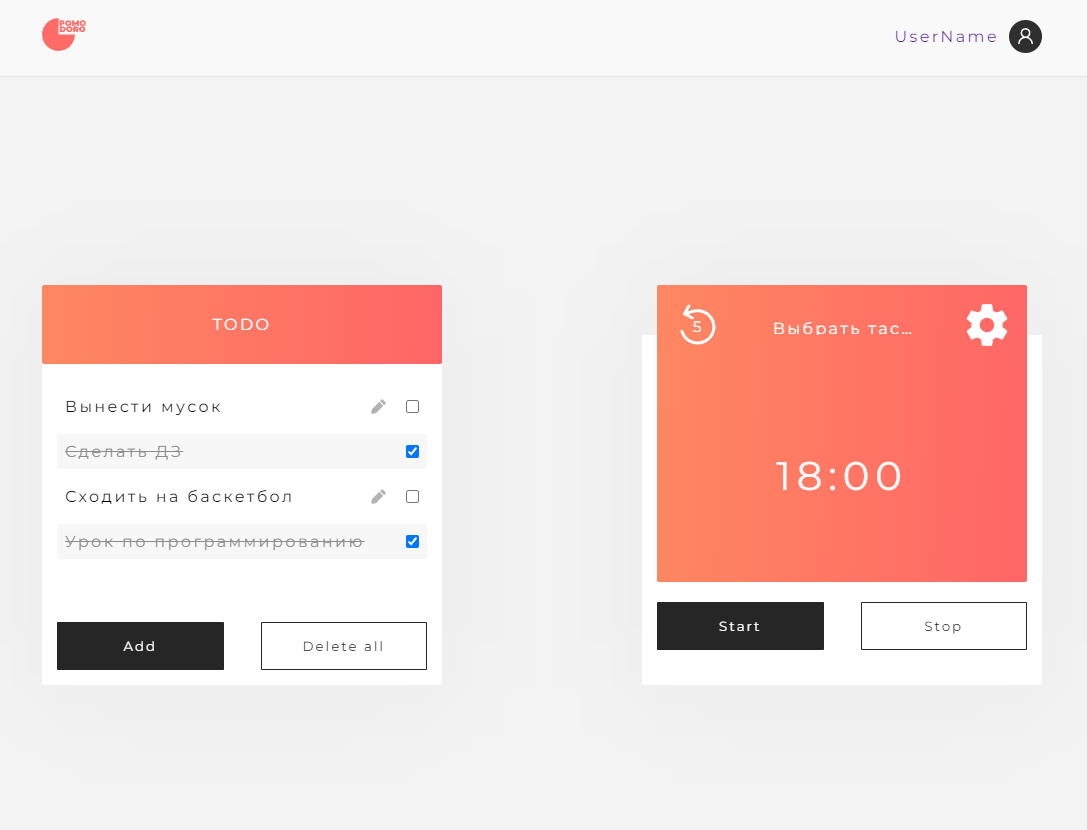 POMO
DORO
UserName
TODO
Вынести мусок
Сделать ДЗ
Сходить на баскетбол
Урок по программированию
Add
Delete all
5
Выбрать тас...
18:00
Start
Stop